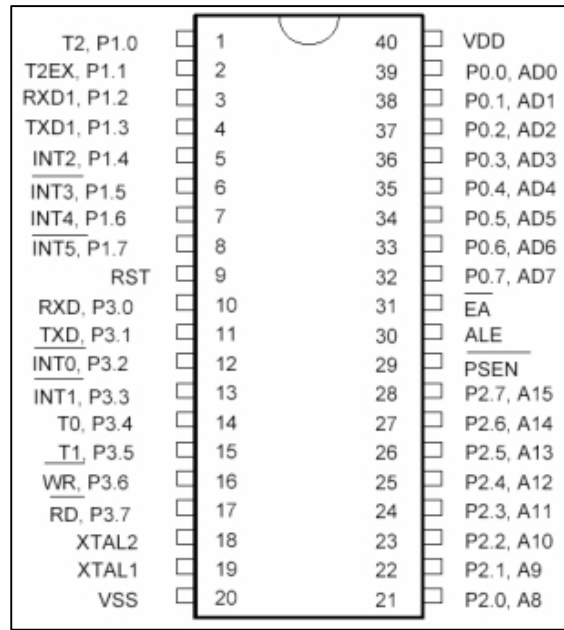 T2, P1.0 1 40 VDD
T2EX, P1.1 2 39 P0.0, AD0
RXD1, P1.2 3 38 P0.1, AD1
TXD1, P1.3 4 37 P0.2, AD2
INT2, P1.4 5 36 P0.3, AD3
INT3, P1.5 6 35 P0.4, AD4
INT4, P1.6 7 34 P0.5, AD5
INT5, P1.7 8 33 P0.6, AD6
RST 9 32 P0.7, AD7
RXD, P3.0 10 31 EA
TXD, P3.1 11 30 ALE
INT0, P3.2 12 29 PSEN
INT1, P3.3 13 28 P2.7, A15
T0, P3.4 14 27 P2.6, A14
T1, P3.5 15 26 P2.5, A13
WR, P3.6 16 25 P2.4, A12
RD, P3.7 17 24 P2.3, A11
XTAL2 18 23 P2.2, A10
XTAL1 19 22 P2.1, A9
VSS 20 21 P2.0, A8